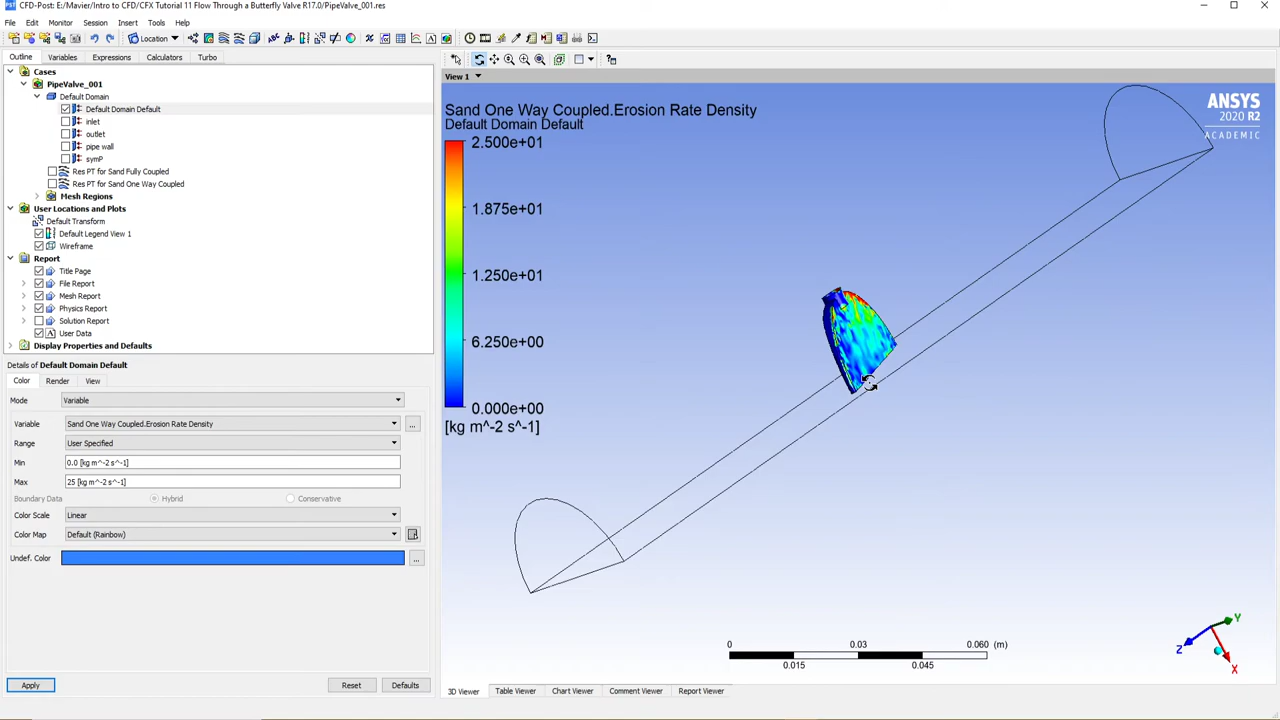 CFD-Post: E:/Mavier/Intro to CFD/CFX Tutorial 11 Flow Through a Butterfly Valve R17.0/PipeValve_001.res
File Edit Monitor Session Insert Tools Help
Location
Outline Variables Expressions Calculators Turbo
Cases
PipeValve_001
Default Domain
Default Domain Default
inlet
outlet
pipe wall
symP
Res PT for Sand Fully Coupled
Res PT for Sand One Way Coupled
Mesh Regions
User Locations and Plots
Default Transform
Default Legend View 1
Wireframe
Report
Title Page
File Report
Mesh Report
Physics Report
Solution Report
User Data
Display Properties and Defaults
Details of Default Domain Default
Color Render View
Mode Variable
Variable Sand One Way Coupled.Erosion Rate Density ...
Range User Specified
Min 0.0 [kg m^-2 s^-1]
Max 25 [kg m^-2 s^-1]
Boundary Data Hybrid Conservative
Color Scale Linear
Color Map Default (Rainbow)
Undef. Color ...
Apply Reset Defaults
View 1
Sand One Way Coupled.Erosion Rate Density
Default Domain Default
2.500e+01
1.875e+01
1.250e+01
6.250e+00
0.000e+00
[kg m^-2 s^-1]
ANSYS
2020 R2
ACADEMIC
0 0.03 0.060 (m)
0.015 0.045
Y
Z
X
3D Viewer Table Viewer Chart Viewer Comment Viewer Report Viewer